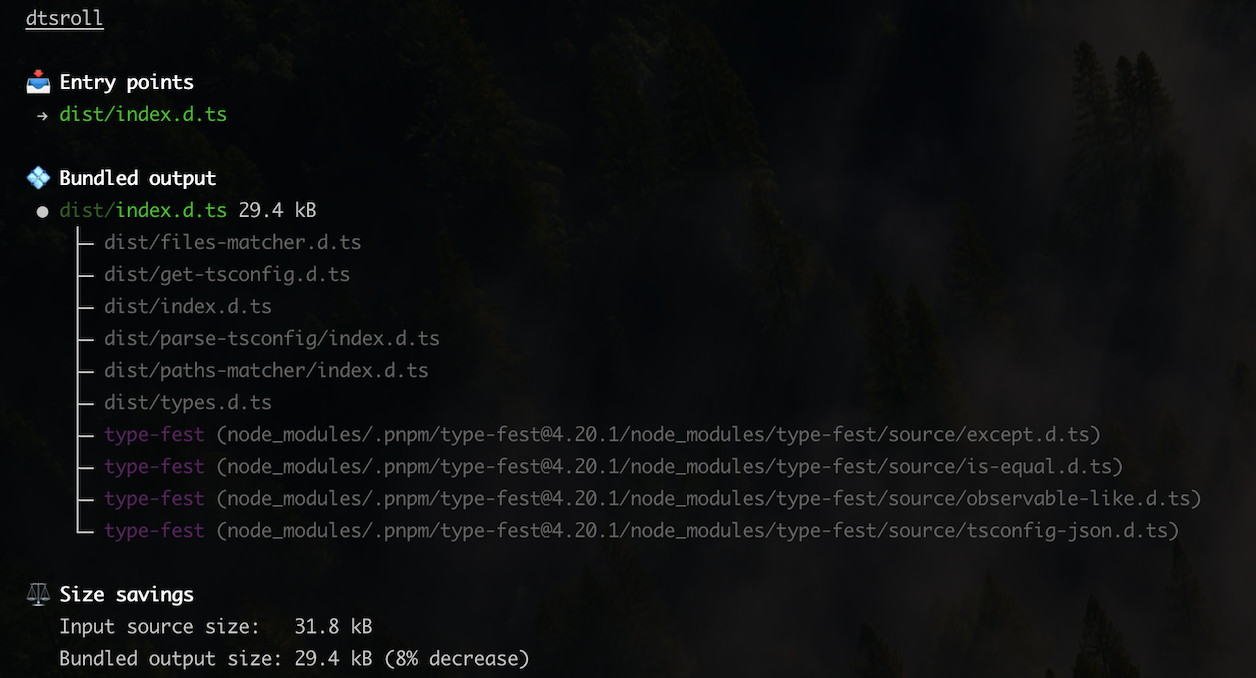 dtsroll
📥 Entry points
→ dist/index.d.ts
💠 Bundled output
● dist/index.d.ts 29.4 kB
├─ dist/files-matcher.d.ts
├─ dist/get-tsconfig.d.ts
├─ dist/index.d.ts
├─ dist/parse-tsconfig/index.d.ts
├─ dist/paths-matcher/index.d.ts
├─ dist/types.d.ts
├─ type-fest (node_modules/.pnpm/type-fest@4.20.1/node_modules/type-fest/source/except.d.ts)
├─ type-fest (node_modules/.pnpm/type-fest@4.20.1/node_modules/type-fest/source/is-equal.d.ts)
├─ type-fest (node_modules/.pnpm/type-fest@4.20.1/node_modules/type-fest/source/observable-like.d.ts)
└─ type-fest (node_modules/.pnpm/type-fest@4.20.1/node_modules/type-fest/source/tsconfig-json.d.ts)
⚖️ Size savings
Input source size:   31.8 kB
Bundled output size: 29.4 kB (8% decrease)